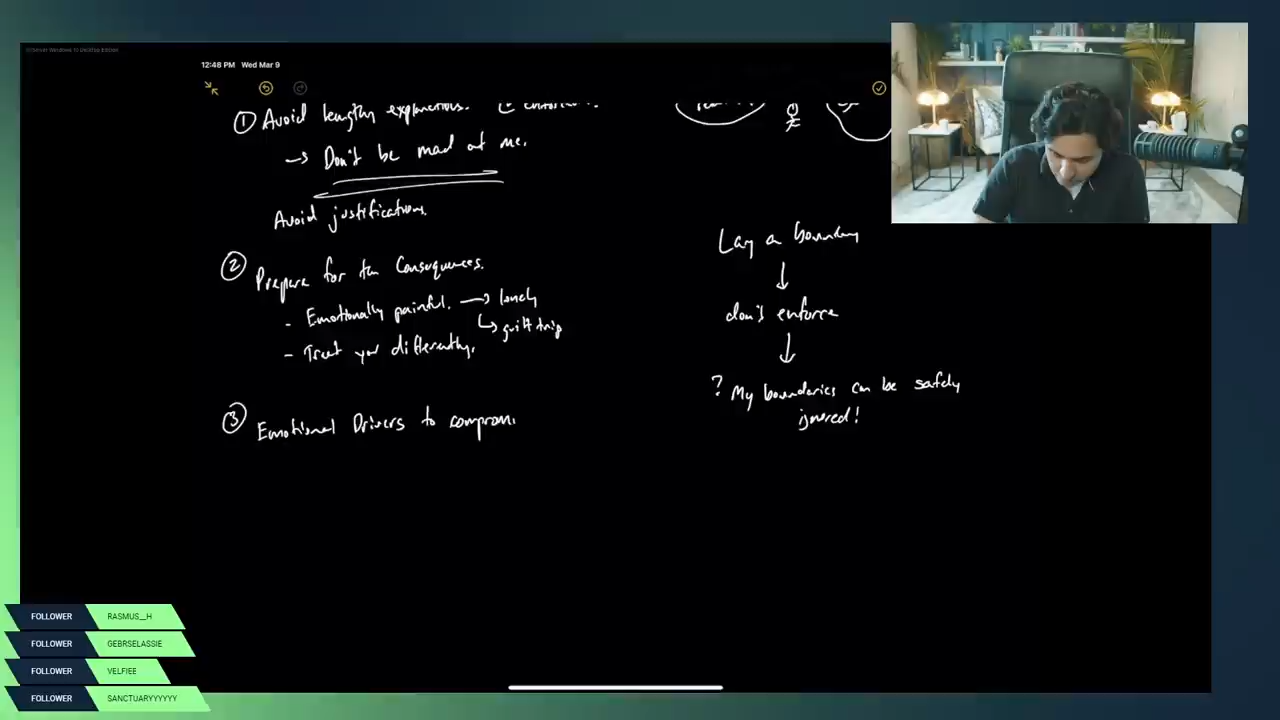 12:48 PM Wed Mar 9
① Avoid lengthy explanations.
→ Don't be mad at me.
Avoid justifications.
② Prepare for the Consequences.
- Emotionally painful. → lonely
↳ guilt trip
- Treat you differently.
③ Emotional Drivers to comprom
Lay a boundary
↓
don't enforce
↓
? My boundaries can be safely
ignored!
FOLLOWER RASMUS__H
FOLLOWER GEBRSELASSIE
FOLLOWER VELFIEE
FOLLOWER SANCTUARYYYYYY